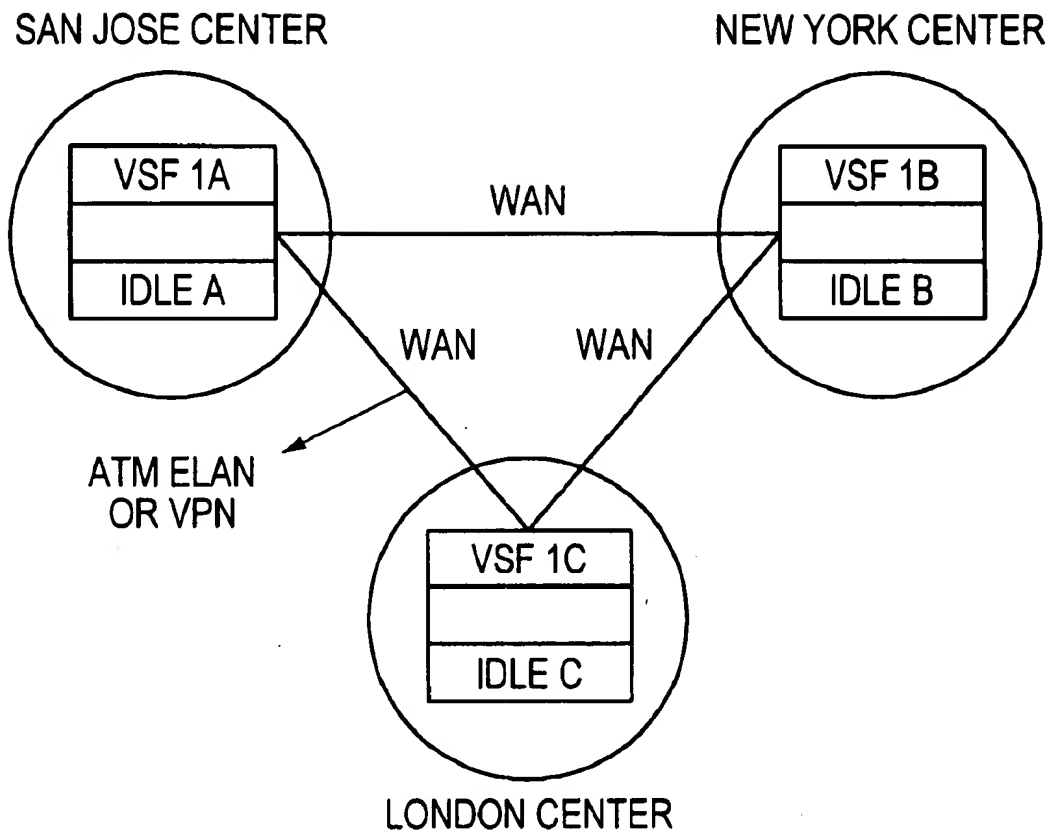 SAN JOSE CENTER
NEW YORK CENTER
VSF 1A
VSF 1B
WAN
IDLE A
IDLE B
WAN
WAN
ATM ELAN
OR VPN
VSF 1C
IDLE C
LONDON CENTER